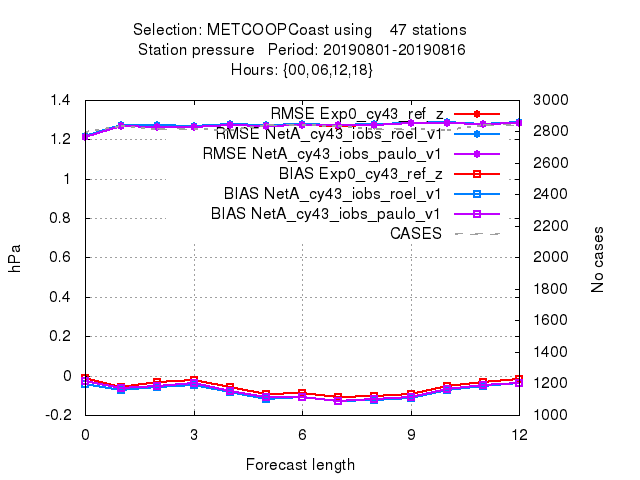 Selection: METCOOPCoast using 47 stations
Station pressure Period: 20190801-20190816
Hours: {00,06,12,18}
1.4
1.2
1
0.8
0.6
0.4
0.2
0
-0.2
hPa
RMSE Exp0_cy43_ref_z
RMSE NetA_cy43_iobs_roel_v1
RMSE NetA_cy43_iobs_paulo_v1
BIAS Exp0_cy43_ref_z
BIAS NetA_cy43_iobs_roel_v1
BIAS NetA_cy43_iobs_paulo_v1
CASES
3000
2800
2600
2400
2200
2000
1800
1600
1400
1200
1000
No cases
0 3 6 9 12
Forecast length